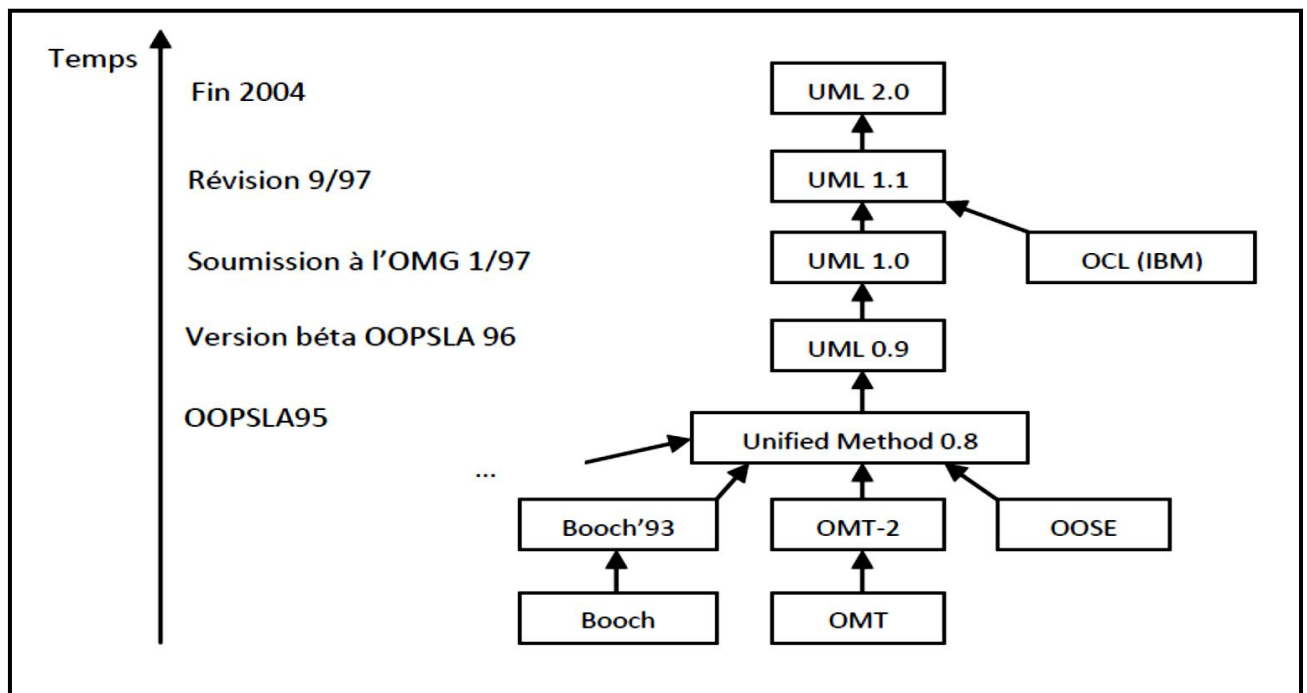 Temps
Fin 2004
UML 2.0
Révision 9/97
UML 1.1
Soumission à l'OMG 1/97
UML 1.0
OCL (IBM)
Version béta OOPSLA 96
UML 0.9
OOPSLA95
Unified Method 0.8
...
Booch'93
OMT-2
OOSE
Booch
OMT